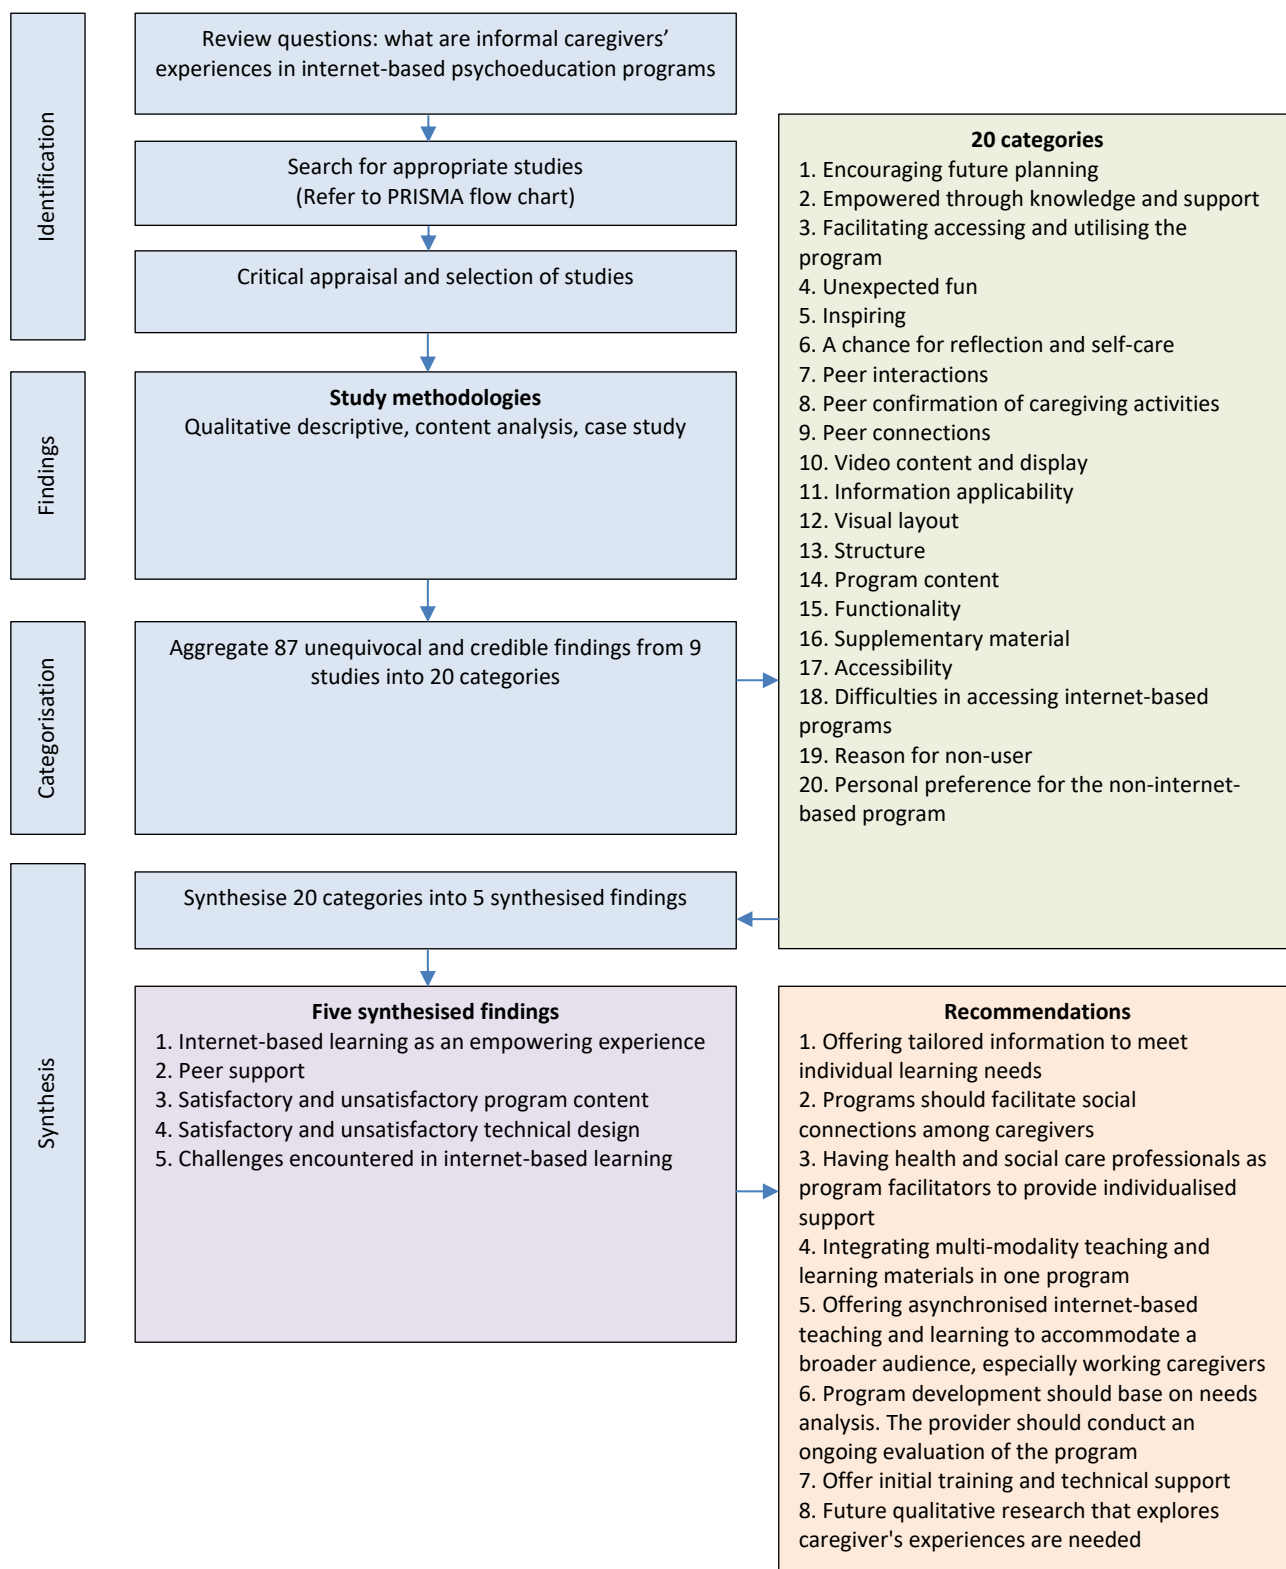 Identification
Review questions: what are informal caregivers'
experiences in internet-based psychoeducation programs
Search for appropriate studies
(Refer to PRISMA flow chart)
Critical appraisal and selection of studies
Findings
Study methodologies
Qualitative descriptive, content analysis, case study
Categorisation
Aggregate 87 unequivocal and credible findings from 9
studies into 20 categories
20 categories
1. Encouraging future planning
2. Empowered through knowledge and support
3. Facilitating accessing and utilising the
program
4. Unexpected fun
5. Inspiring
6. A chance for reflection and self-care
7. Peer interactions
8. Peer confirmation of caregiving activities
9. Peer connections
10. Video content and display
11. Information applicability
12. Visual layout
13. Structure
14. Program content
15. Functionality
16. Supplementary material
17. Accessibility
18. Difficulties in accessing internet-based
programs
19. Reason for non-user
20. Personal preference for the non-internet-
based program
Synthesis
Synthesise 20 categories into 5 synthesised findings
Five synthesised findings
1. Internet-based learning as an empowering experience
2. Peer support
3. Satisfactory and unsatisfactory program content
4. Satisfactory and unsatisfactory technical design
5. Challenges encountered in internet-based learning
Recommendations
1. Offering tailored information to meet
individual learning needs
2. Programs should facilitate social
connections among caregivers
3. Having health and social care professionals as
program facilitators to provide individualised
support
4. Integrating multi-modality teaching and
learning materials in one program
5. Offering asynchronised internet-based
teaching and learning to accommodate a
broader audience, especially working caregivers
6. Program development should base on needs
analysis. The provider should conduct an
ongoing evaluation of the program
7. Offer initial training and technical support
8. Future qualitative research that explores
caregiver's experiences are needed